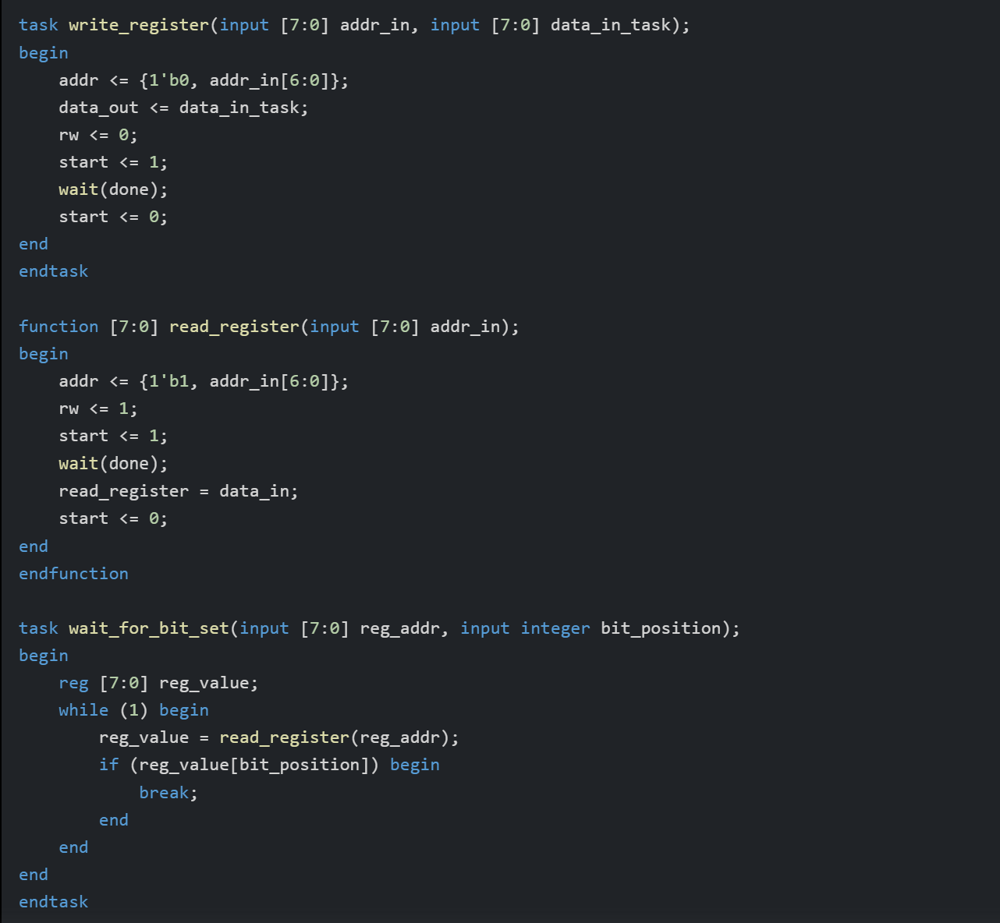 task write_register(input [7:0] addr_in, input [7:0] data_in_task);
begin
    addr <= {1'b0, addr_in[6:0]};
    data_out <= data_in_task;
    rw <= 0;
    start <= 1;
    wait(done);
    start <= 0;
end
endtask

function [7:0] read_register(input [7:0] addr_in);
begin
    addr <= {1'b1, addr_in[6:0]};
    rw <= 1;
    start <= 1;
    wait(done);
    read_register = data_in;
    start <= 0;
end
endfunction

task wait_for_bit_set(input [7:0] reg_addr, input integer bit_position);
begin
    reg [7:0] reg_value;
    while (1) begin
        reg_value = read_register(reg_addr);
        if (reg_value[bit_position]) begin
            break;
        end
    end
end
endtask